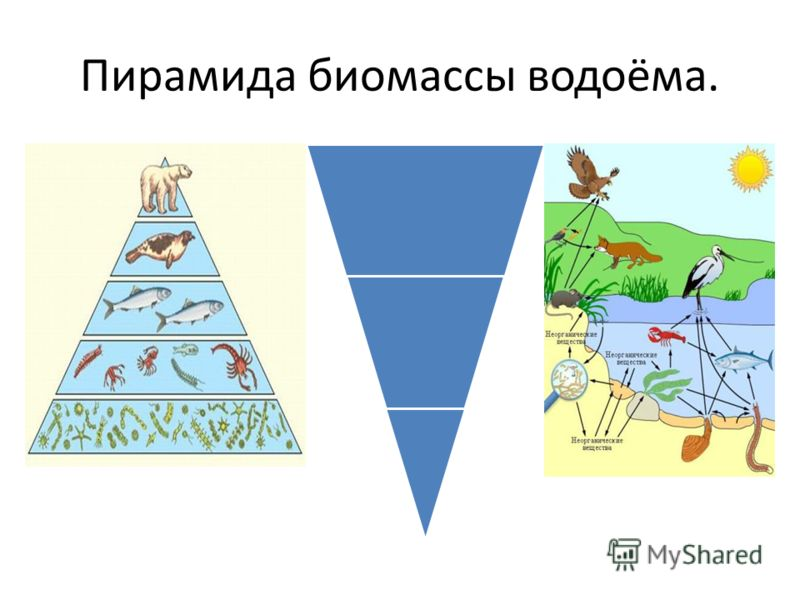 Пирамида биомассы водоёма.
Неорганические
вещества
Неорганические
вещества
Неорганические
вещества
MyShared